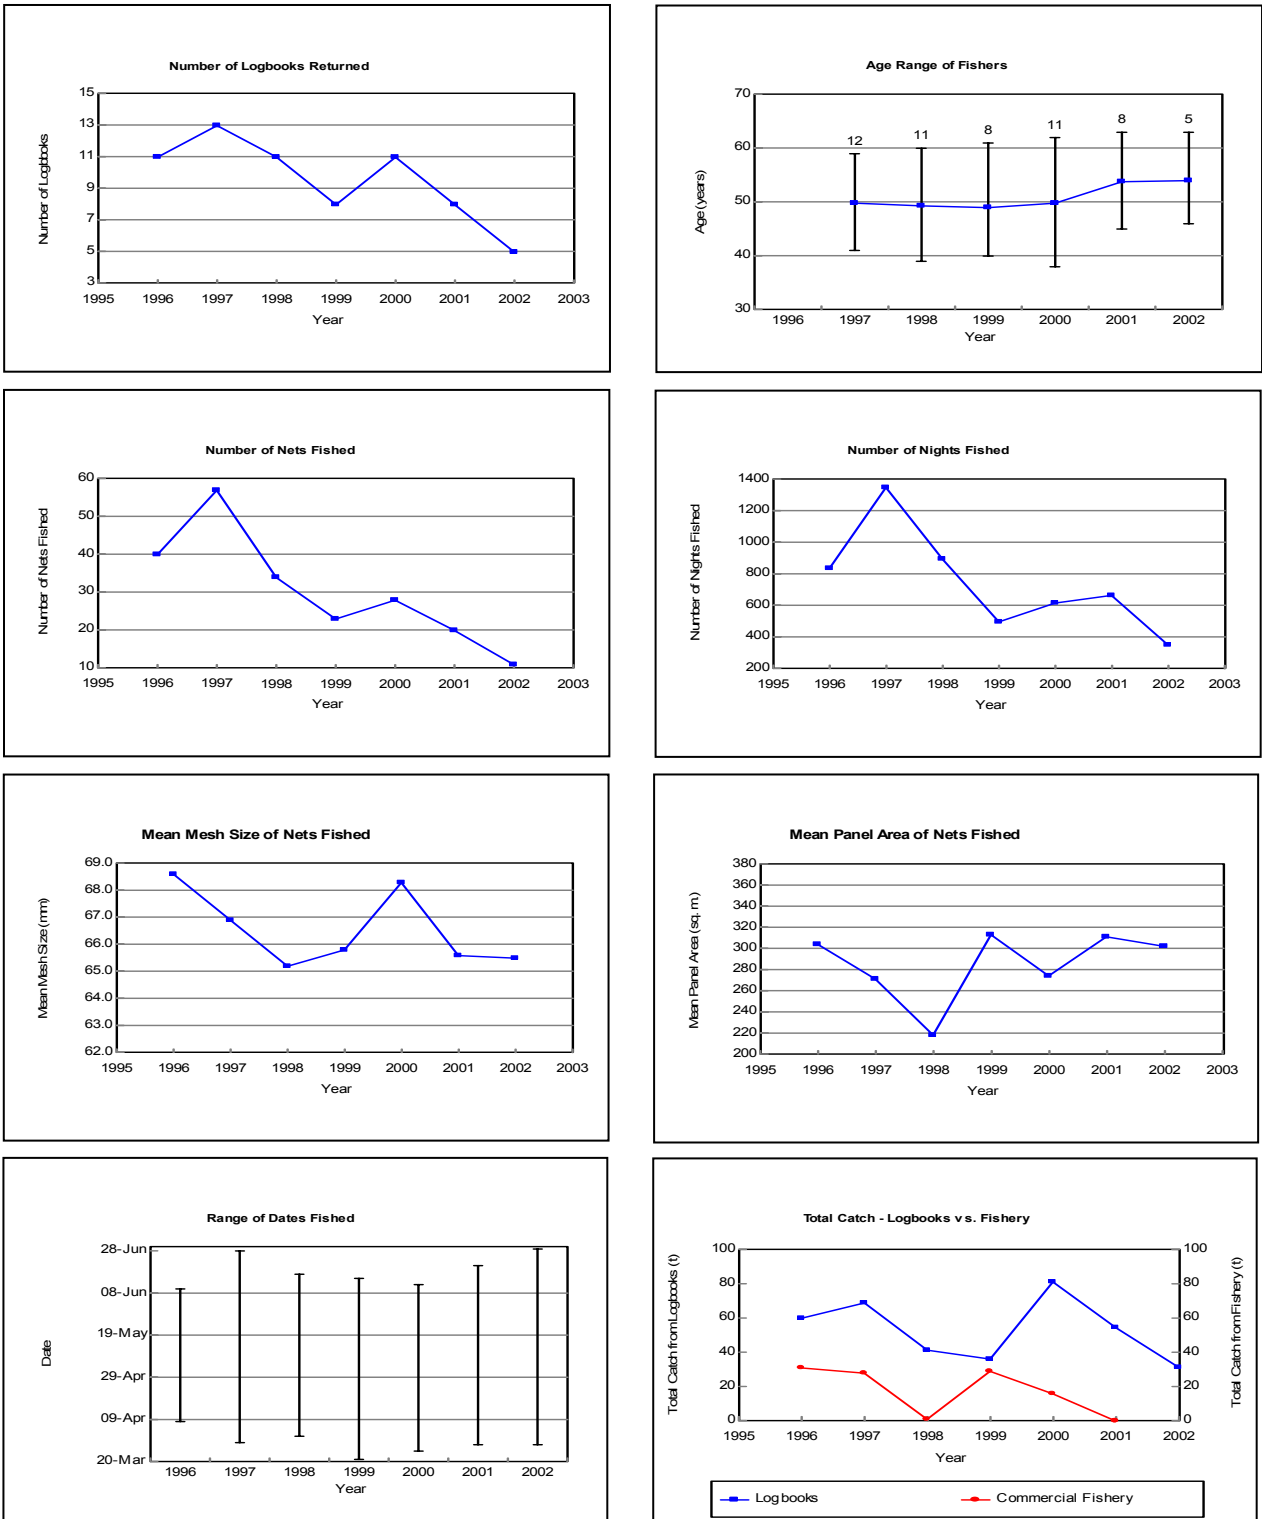 Number of Logbooks Returned
Number of Logbooks
15
13
11
9
7
5
3
1995 1996 1997 1998 1999 2000 2001 2002 2003
Year
Age Range of Fishers
Age (years)
70
60
50
40
30
12 11 8 11 8 5
1996 1997 1998 1999 2000 2001 2002
Year
Number of Nets Fished
Number of Nets Fished
60
50
40
30
20
10
1995 1996 1997 1998 1999 2000 2001 2002 2003
Year
Number of Nights Fished
Number of Nights Fished
1400
1200
1000
800
600
400
200
1995 1996 1997 1998 1999 2000 2001 2002 2003
Year
Mean Mesh Size of Nets Fished
Mean Mesh Size (mm)
69.0
68.0
67.0
66.0
65.0
64.0
63.0
62.0
1995 1996 1997 1998 1999 2000 2001 2002 2003
Year
Mean Panel Area of Nets Fished
Mean Panel Area (sq. m.)
380
360
340
320
300
280
260
240
220
200
1995 1996 1997 1998 1999 2000 2001 2002 2003
Year
Range of Dates Fished
Date
28-Jun
08-Jun
19-May
29-Apr
09-Apr
20-Mar
1996 1997 1998 1999 2000 2001 2002
Year
Total Catch - Logbooks vs. Fishery
Total Catch from Logbooks (t)
Total Catch from Fishery (t)
100 100
80 80
60 60
40 40
20 20
0 0
1995 1996 1997 1998 1999 2000 2001 2002
Year
Logbooks Commercial Fishery